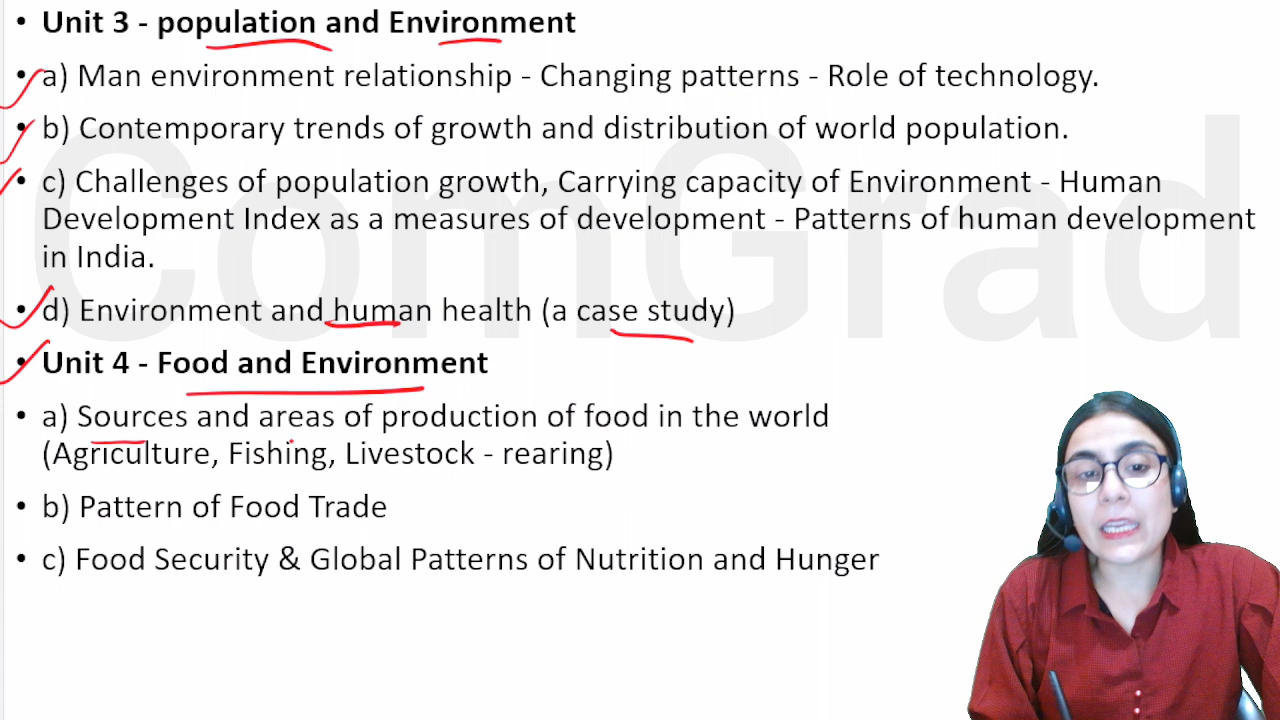 • Unit 3 - population and Environment
• a) Man environment relationship - Changing patterns - Role of technology.
• b) Contemporary trends of growth and distribution of world population.
• c) Challenges of population growth, Carrying capacity of Environment - Human
Development Index as a measures of development - Patterns of human development
in India.
• d) Environment and human health (a case study)
• Unit 4 - Food and Environment
• a) Sources and areas of production of food in the world
(Agriculture, Fishing, Livestock - rearing)
• b) Pattern of Food Trade
• c) Food Security & Global Patterns of Nutrition and Hunger
ComGrad